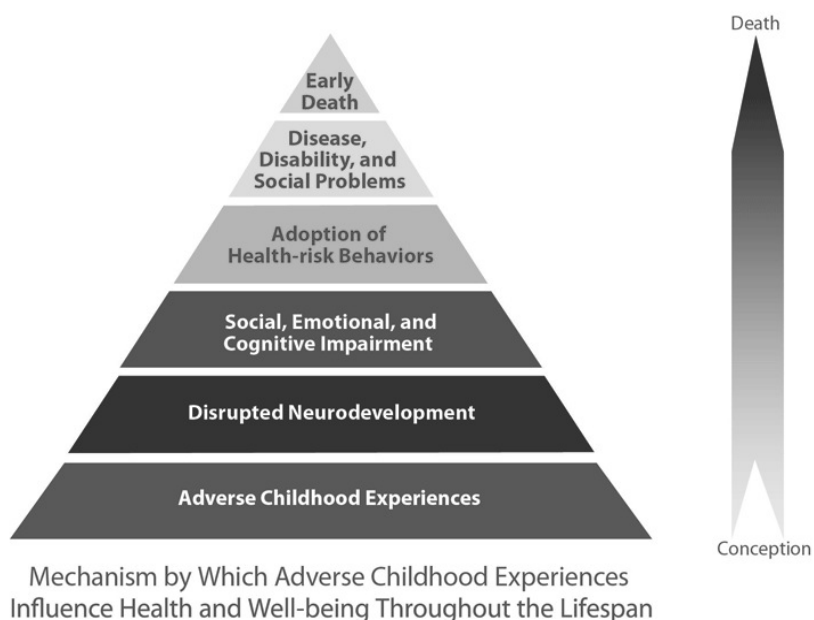 Death
Early
Death
Disease,
Disability, and
Social Problems
Adoption of
Health-risk Behaviors
Social, Emotional, and
Cognitive Impairment
Disrupted Neurodevelopment
Adverse Childhood Experiences
Conception
Mechanism by Which Adverse Childhood Experiences
Influence Health and Well-being Throughout the Lifespan